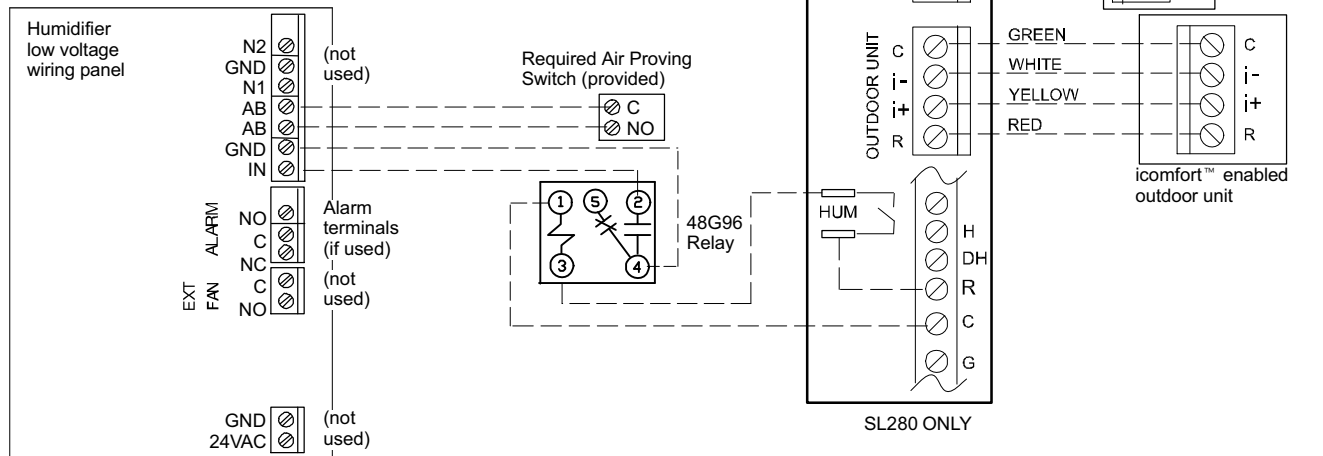 Humidifier
low voltage
wiring panel
N2
GND
N1
(not
used)
AB
AB
GND
IN
Required Air Proving
Switch (provided)
C
NO
ALARM
NO
C
NC
Alarm
terminals
(if used)
EXT
FAN
C
NO
(not
used)
GND
24VAC
(not
used)
1
5
2
3
4
48G96
Relay
HUM
OUTDOOR UNIT
C
i-
i+
R
GREEN
WHITE
YELLOW
RED
C
i-
i+
R
icomfort™ enabled
outdoor unit
H
DH
R
C
G
SL280 ONLY